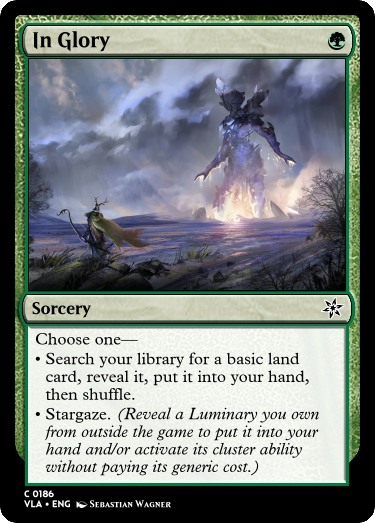 In Glory
Sorcery
Choose one—
• Search your library for a basic land
card, reveal it, put it into your hand,
then shuffle.
• Stargaze. (Reveal a Luminary you own
from outside the game to put it into your
hand and/or activate its cluster ability
without paying its generic cost.)
C 0186
VLA • ENG Sebastian Wagner